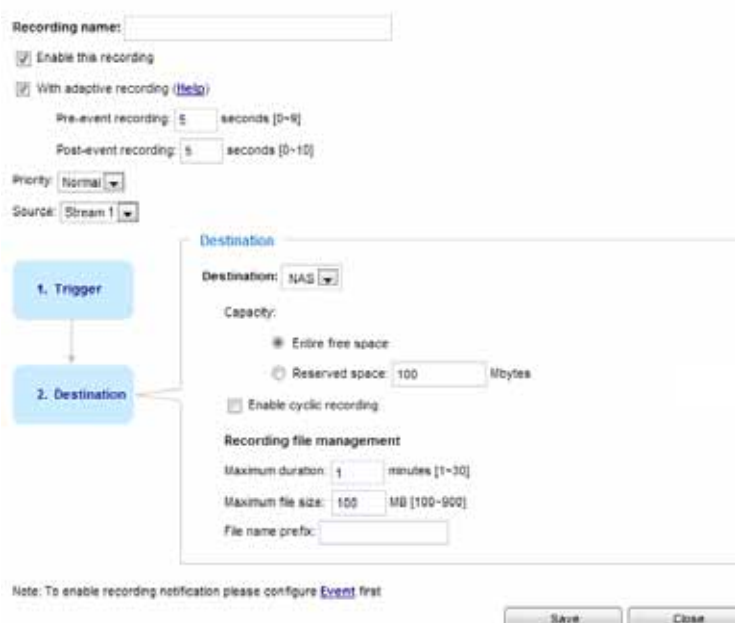 Recording name:
Enable this recording
With adaptive recording (Help)
Pre-event recording: 5 seconds [0~9]
Post-event recording: 5 seconds [0~10]
Priority: Normal
Source: Stream 1
1. Trigger
2. Destination
Destination
Destination: NAS
Capacity:
Entire free space
Reserved space: 100 Mbytes
Enable cyclic recording
Recording file management
Maximum duration: 1 minutes [1~30]
Maximum file size: 100 MB [100~900]
File name prefix:
Note: To enable recording notification please configure Event first
Save Close